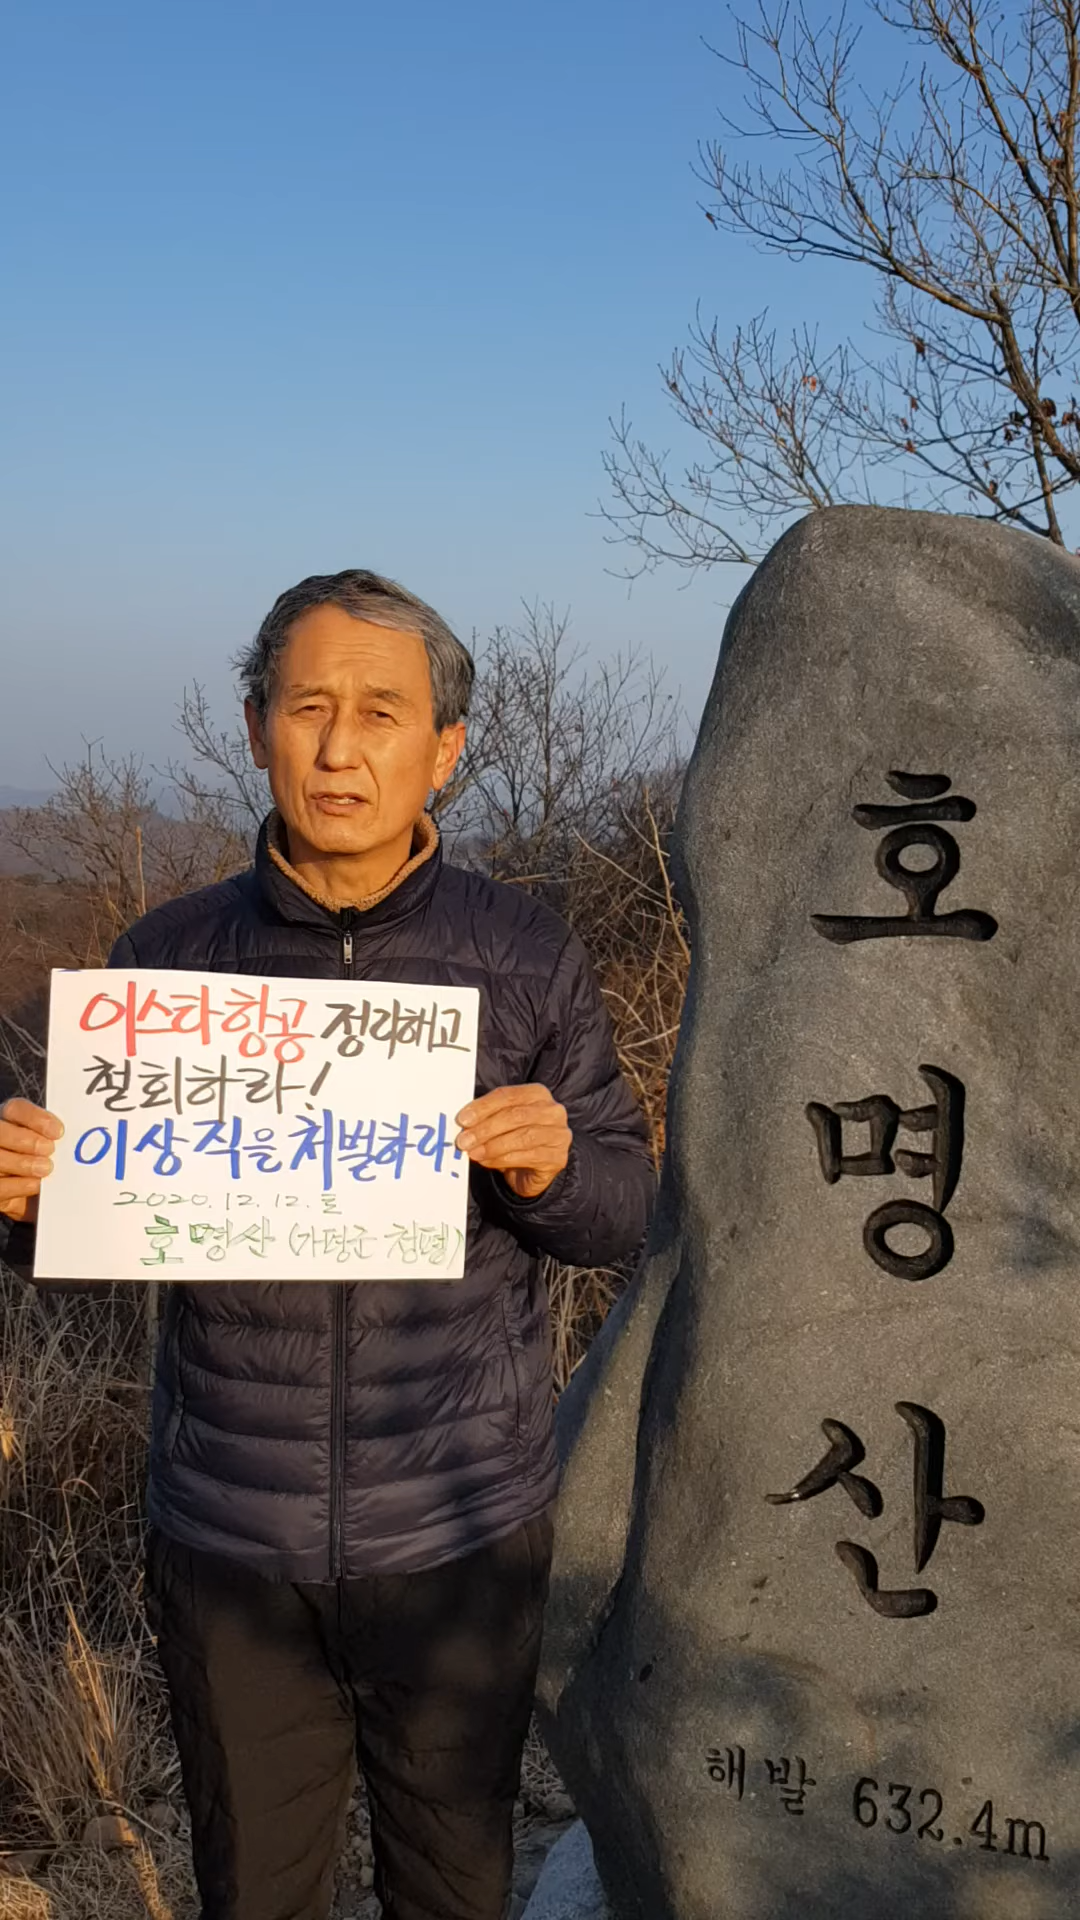 이스타항공 정리해고
철회하라!
이상직을 처벌하라!
2020.12.12.토
호명산 (가평군 청평)
호
명
산
해발 632.4m